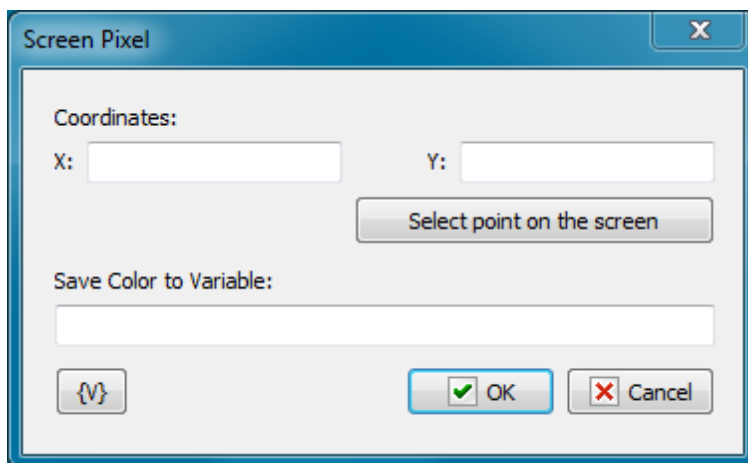 Screen Pixel
Coordinates:
X: Y:
Select point on the screen
Save Color to Variable:
{V} OK Cancel